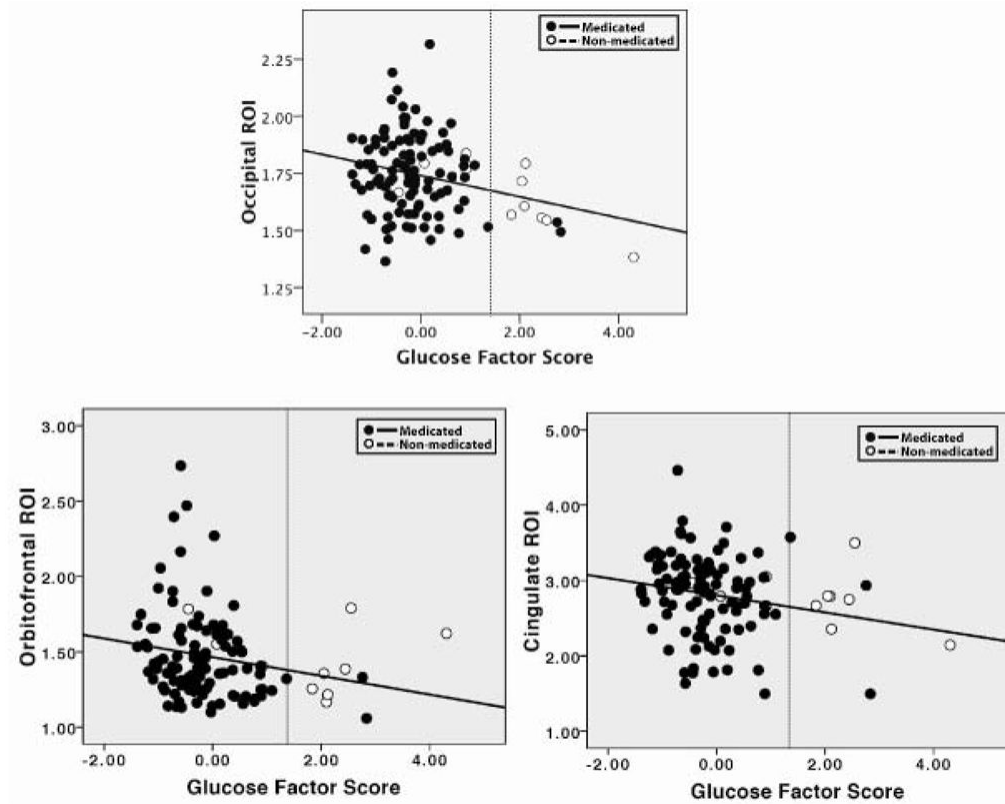 Medicated
Non-medicated
Occipital ROI
2.25
2.00
1.75
1.50
1.25
−2.00 0.00 2.00 4.00
Glucose Factor Score
Medicated
Non-medicated
Orbitofrontal ROI
3.00
2.50
2.00
1.50
1.00
-2.00 0.00 2.00 4.00
Glucose Factor Score
Medicated
Non-medicated
Cingulate ROI
5.00
4.00
3.00
2.00
1.00
-2.00 0.00 2.00 4.00
Glucose Factor Score